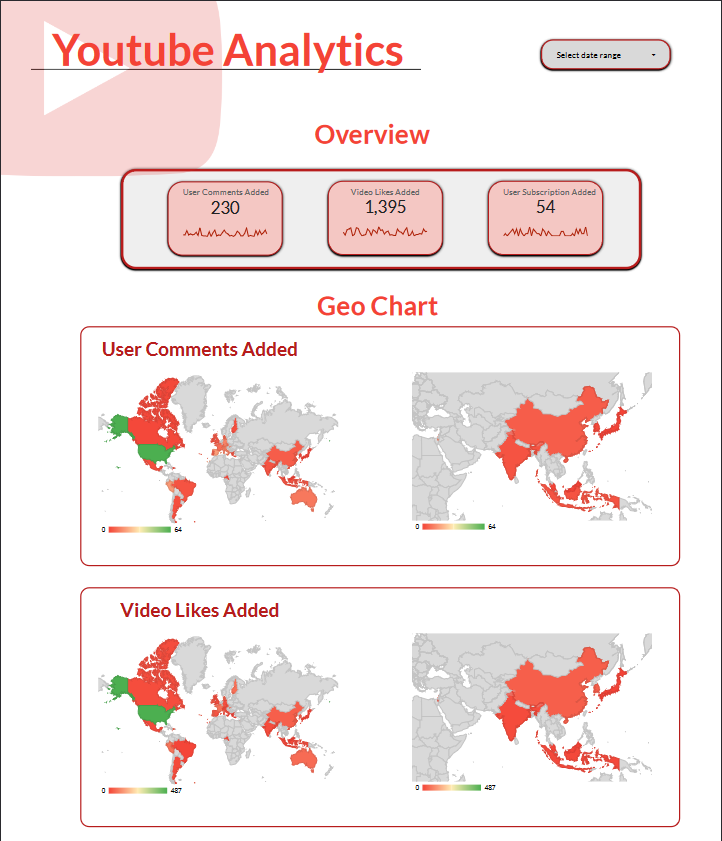 Youtube Analytics
Select date range
Overview
User Comments Added
230
Video Likes Added
1,395
User Subscription Added
54
Geo Chart
User Comments Added
0 64
0 64
Video Likes Added
0 487
0 487